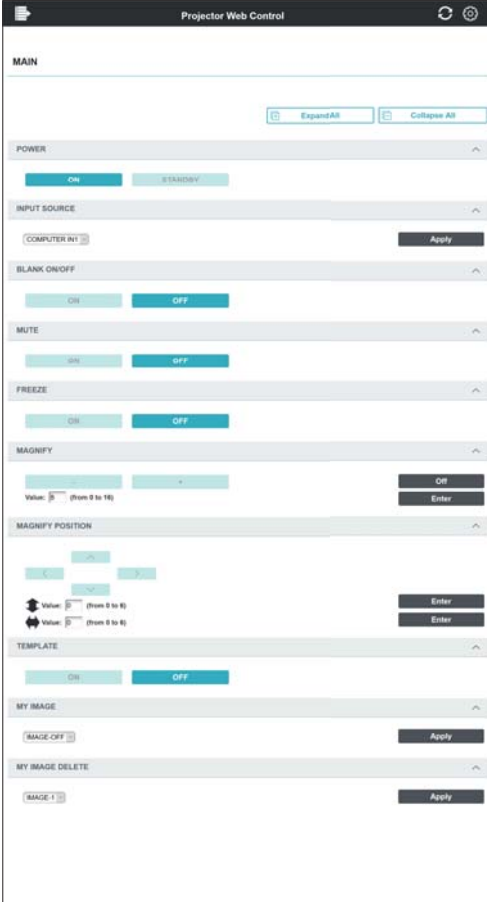 Projector Web Control
MAIN
Expand All Collapse All
POWER
ON STANDBY
INPUT SOURCE
COMPUTER IN1 Apply
BLANK ON/OFF
ON OFF
MUTE
ON OFF
FREEZE
ON OFF
MAGNIFY
- + Off
Value: (from 0 to 16) Enter
MAGNIFY POSITION
Value: 0 (from 0 to 6) Enter
Value: 0 (from 0 to 6) Enter
TEMPLATE
ON OFF
MY IMAGE
IMAGE-OFF Apply
MY IMAGE DELETE
IMAGE-1 Apply